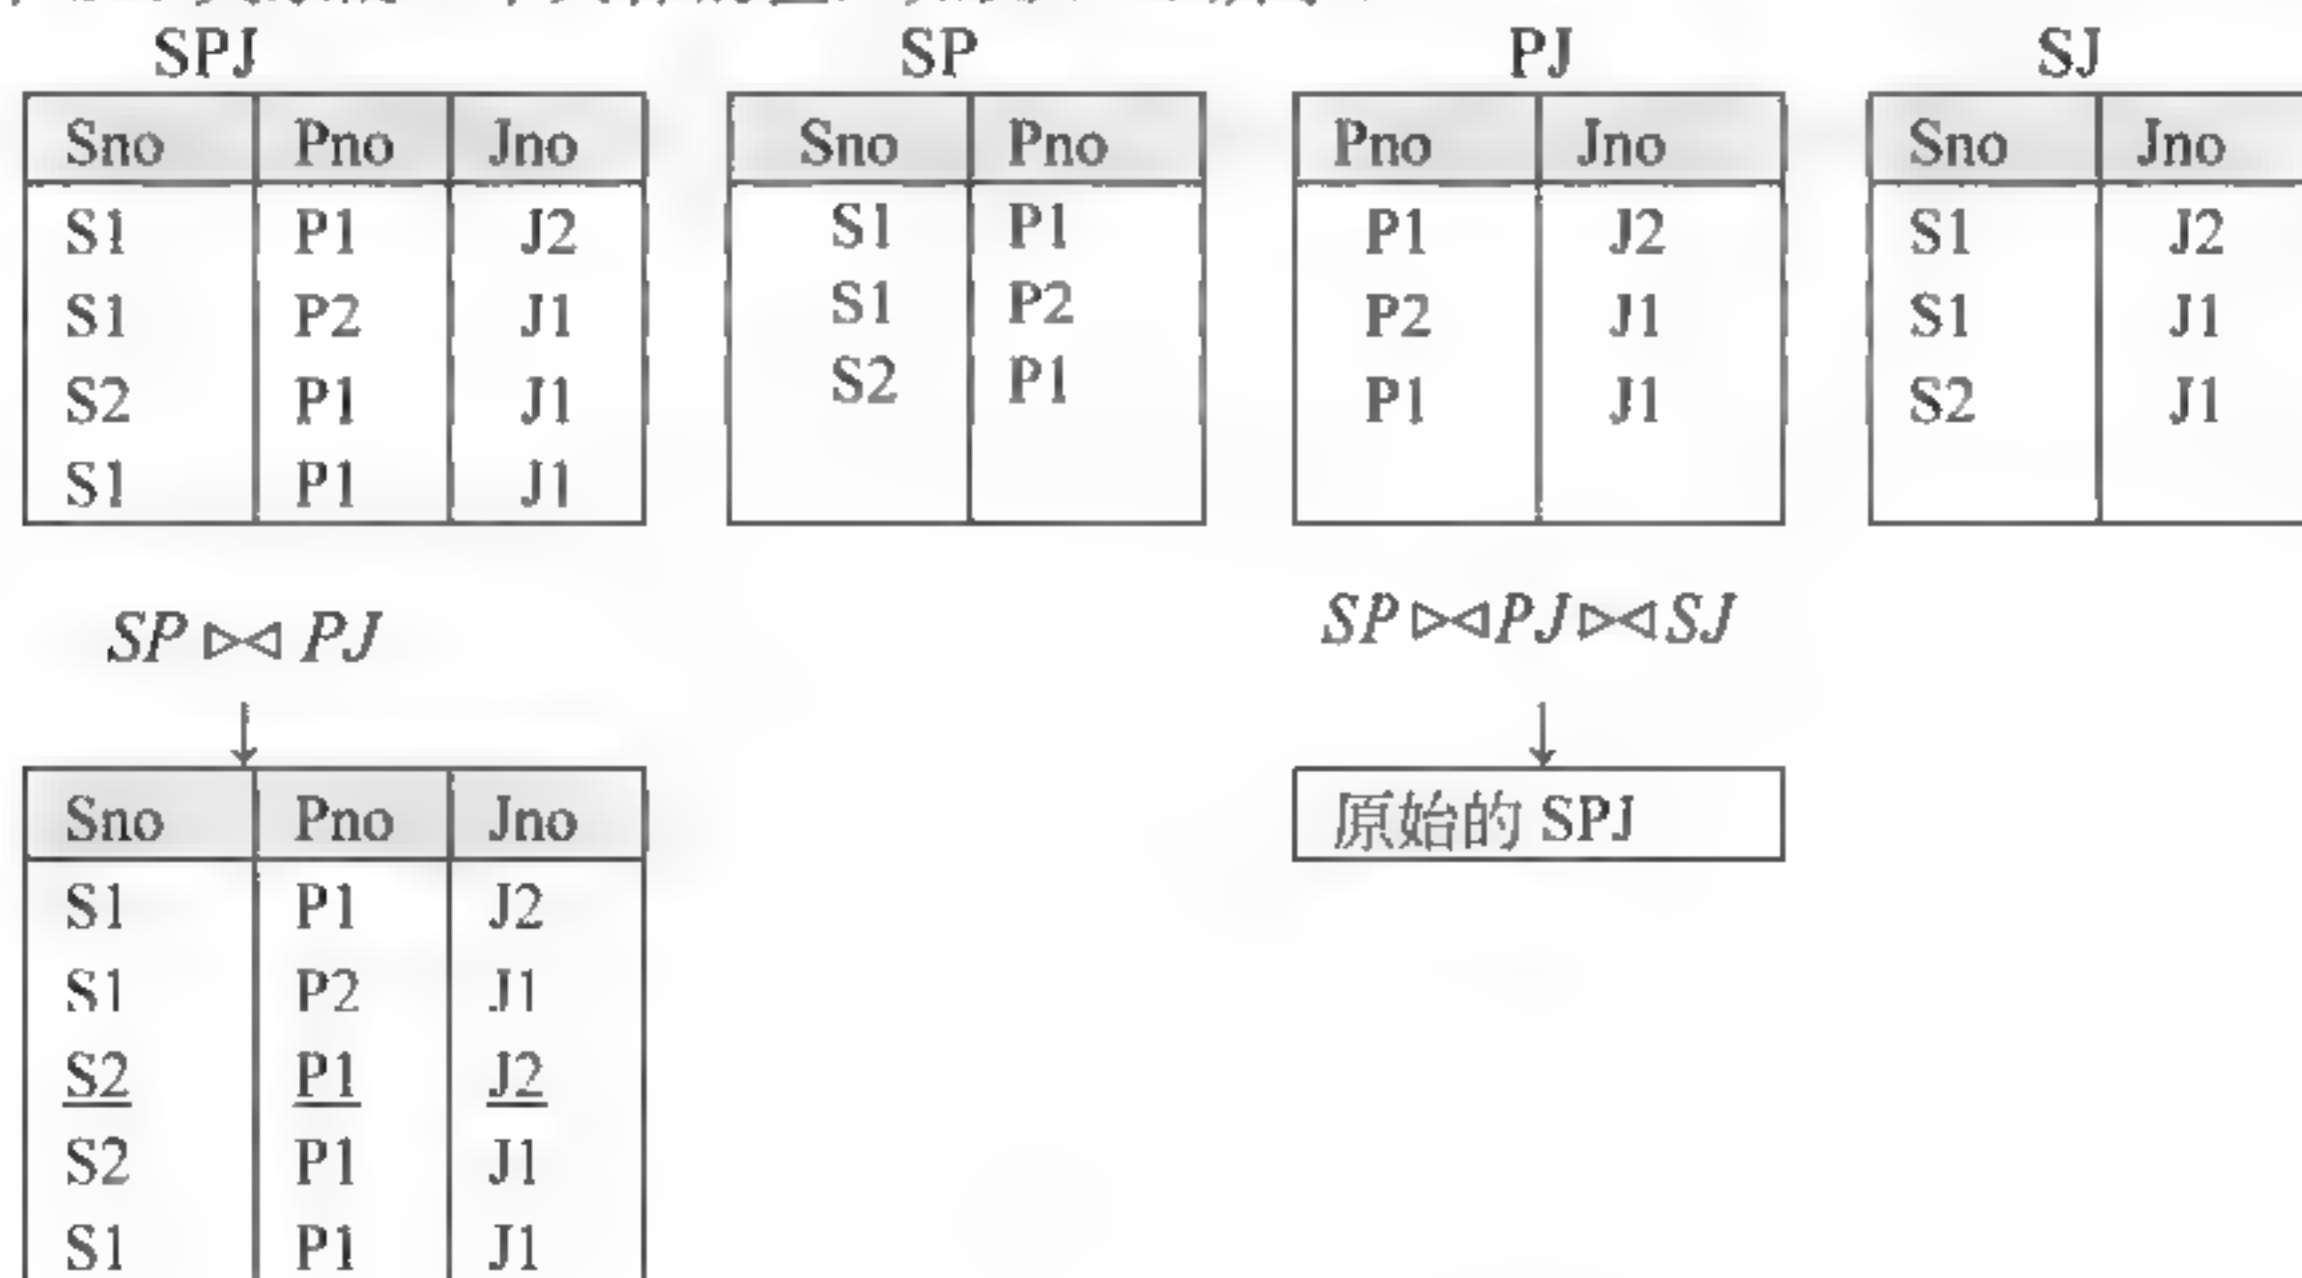 SPJ SP PJ SJ
Sno Pno Jno Sno Pno Pno Jno Sno Jno
S1 P1 J2 S1 P1 P1 J2 S1 J2
S1 P2 J1 S1 P2 P2 J1 S1 J1
S2 P1 J1 S2 P1 P1 J1 S2 J1
S1 P1 J1
SP ⋈ PJ SP ⋈ PJ ⋈ SJ
↓ ↓
Sno Pno Jno 原始的 SPJ
S1 P1 J2
S1 P2 J1
S2 P1 J2
S2 P1 J1
S1 P1 J1